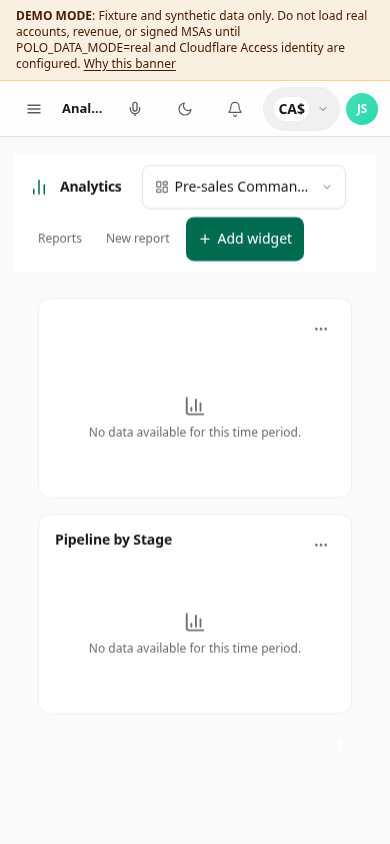 DEMO MODE: Fixture and synthetic data only. Do not load real
accounts, revenue, or signed MSAs until
POLO_DATA_MODE=real and Cloudflare Access identity are
configured. Why this banner
Anal...
CA$
JS
Analytics
Pre-sales Comman...
Reports
New report
+ Add widget
No data available for this time period.
Pipeline by Stage
No data available for this time period.